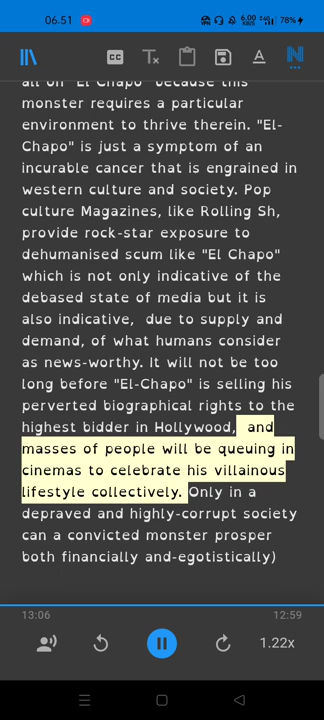 06.51
6,00 KB/S
78%
CC
A
N
all on "El Chapo" because this
monster requires a particular
environment to thrive therein. "El-
Chapo" is just a symptom of an
incurable cancer that is engrained in
western culture and society. Pop
culture Magazines, like Rolling Sh,
provide rock-star exposure to
dehumanised scum like "El Chapo"
which is not only indicative of the
debased state of media but it is
also indicative,  due to supply and
demand, of what humans consider
as news-worthy. It will not be too
long before "El-Chapo" is selling his
perverted biographical rights to the
highest bidder in Hollywood,  and
masses of people will be queuing in
cinemas to celebrate his villainous
lifestyle collectively. Only in a
depraved and highly-corrupt society
can a convicted monster prosper
both financially and-egotistically)
13:06
12:59
1.22x